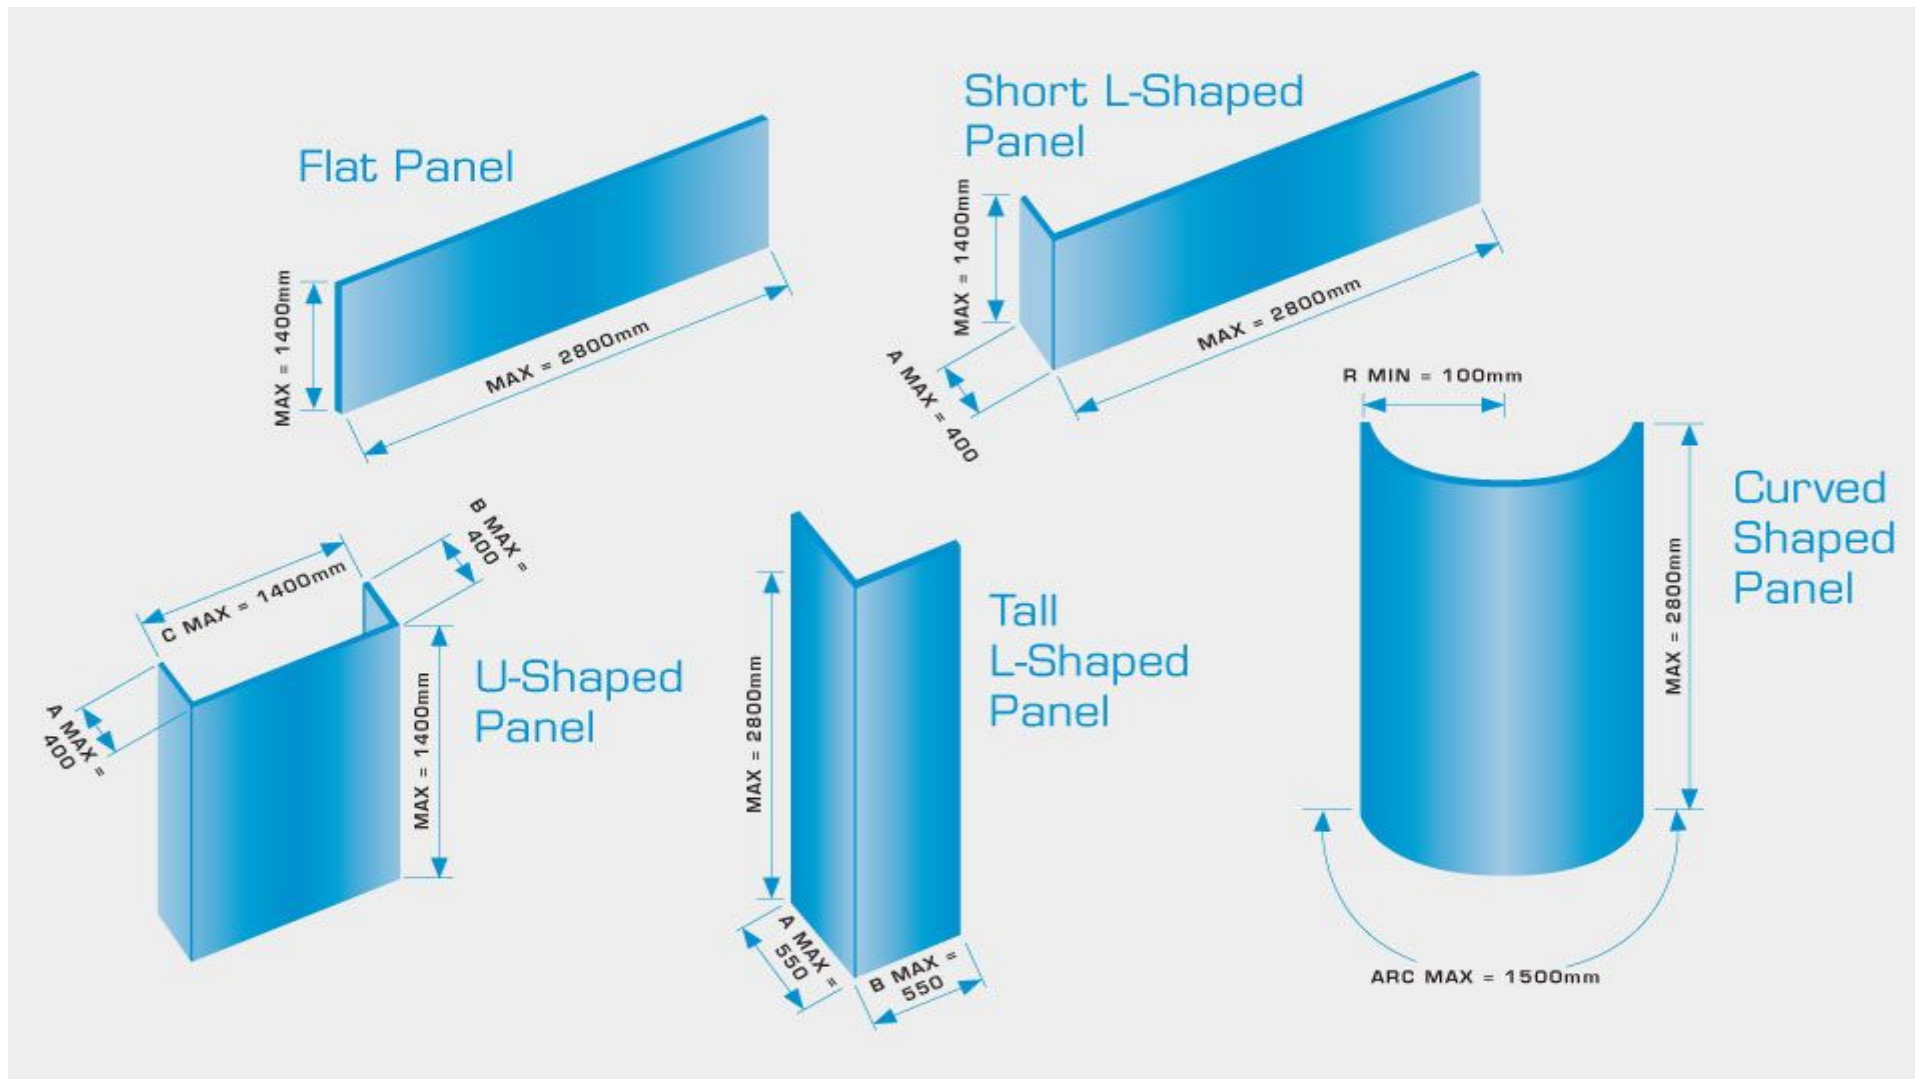 Flat Panel
MAX = 1400mm
MAX = 2800mm
Short L-Shaped
Panel
MAX = 1400mm
A MAX = 400
MAX = 2800mm
R MIN = 100mm
Curved
Shaped
Panel
MAX = 2800mm
ARC MAX = 1500mm
B MAX =
400
C MAX = 1400mm
A MAX =
400
MAX = 1400mm
U-Shaped
Panel
MAX = 2800mm
Tall
L-Shaped
Panel
A MAX =
550
B MAX =
550